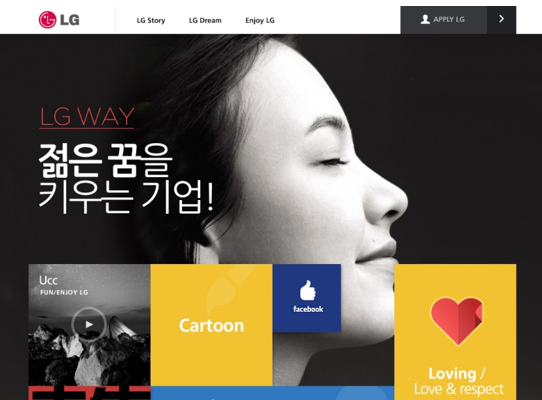 LG
LG Story
LG Dream
Enjoy LG
APPLY LG
LG WAY
젊은 꿈을
키우는 기업!
Ucc
FUN/ENJOY LG
Cartoon
facebook
Loving /
Love & respect